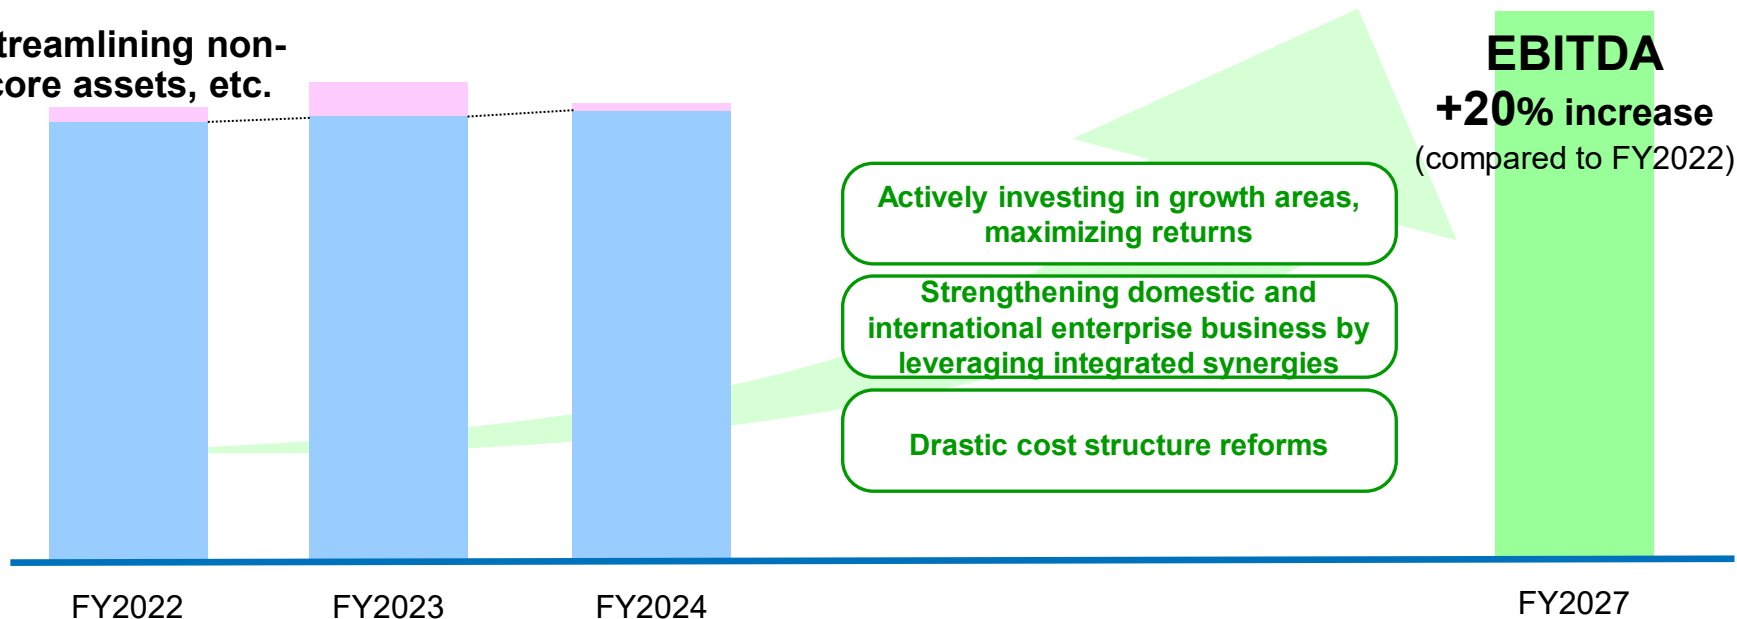 treamlining non-
core assets, etc.
EBITDA
+20% increase
(compared to FY2022)
Actively investing in growth areas,
maximizing returns
Strengthening domestic and
international enterprise business by
leveraging integrated synergies
Drastic cost structure reforms
FY2022
FY2023
FY2024
FY2027